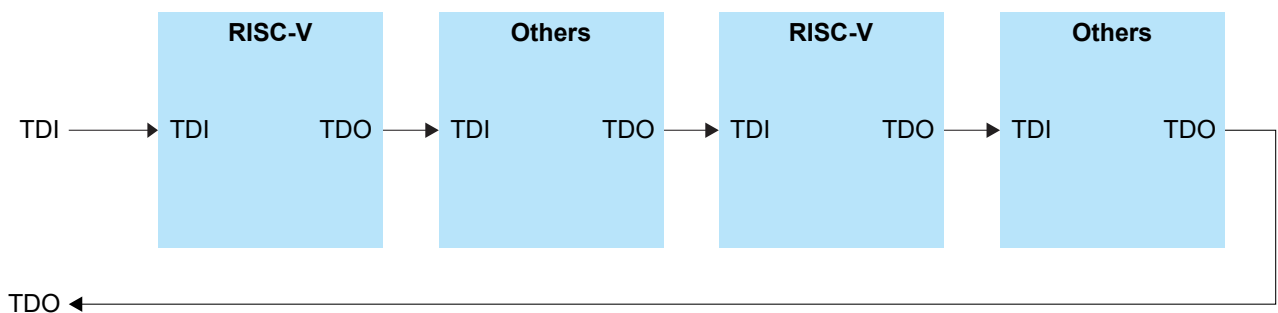 RISC-V Others RISC-V Others
TDI TDI TDO TDI TDO TDI TDO TDI TDO
TDO